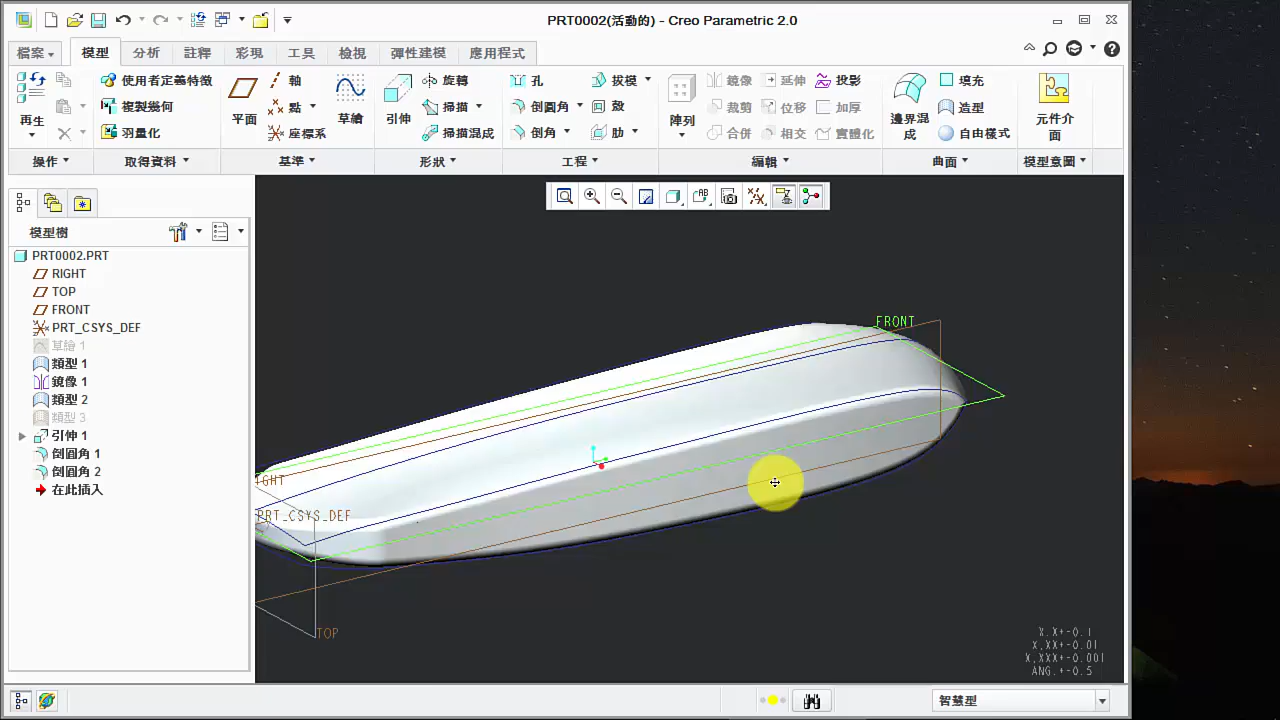 PRT0002(活動的) - Creo Parametric 2.0
檔案 模型 分析 註釋 彩現 工具 檢視 彈性建模 應用程式
再生
使用者定義特徵
複製幾何
羽量化
平面
軸
點
座標系
草繪
引伸
旋轉
掃描
掃描混成
孔
倒圓角
倒角
拔模
殼
肋
陣列
鏡像 延伸 投影
裁剪 位移 加厚
合併 相交 實體化
邊界混成
填充
造型
自由樣式
元件介面
操作 取得資料 基準 形狀 工程 編輯 曲面 模型意圖
模型樹
PRT0002.PRT
RIGHT
TOP
FRONT
PRT_CSYS_DEF
草繪 1
類型 1
鏡像 1
類型 2
類型 3
引伸 1
倒圓角 1
倒圓角 2
在此插入
FRONT
IGHT
PRT_CSYS_DEF
TOP
X.X+-0.1
X.XX+-0.01
X.XXX+-0.001
ANG.+-0.5
智慧型